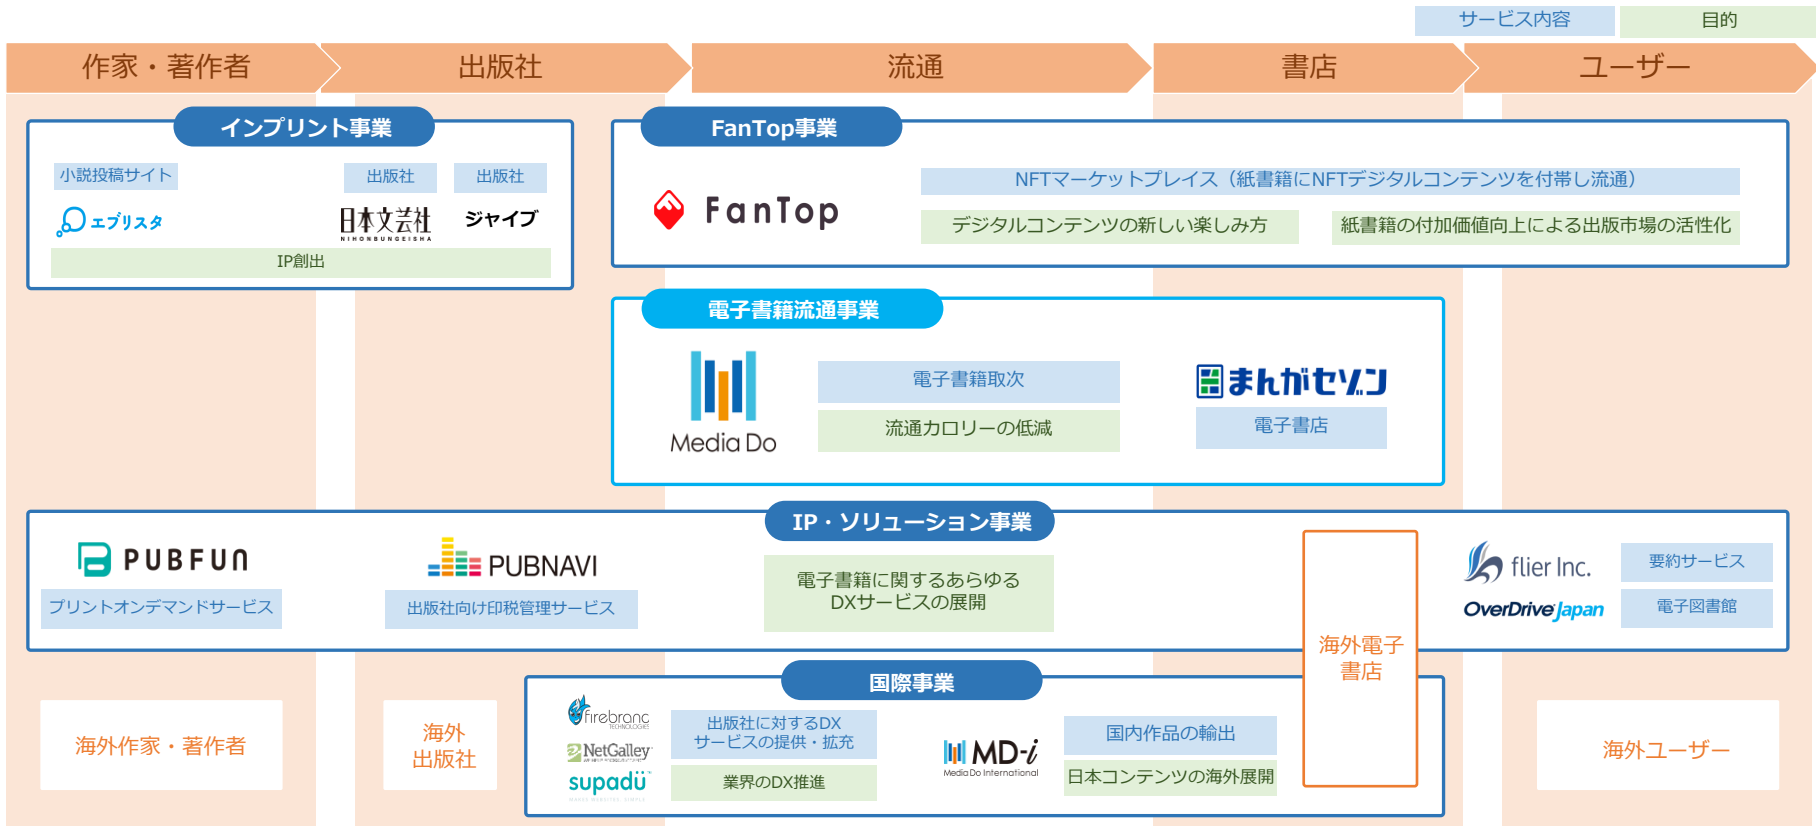 サービス内容
目的
作家・著作者
出版社
流通
書店
ユーザー
インプリント事業
小説投稿サイト
出版社
出版社
エブリスタ
日本文芸社
NIHONBUNGEISHA
ジャイブ
IP創出
FanTop事業
FanTop
NFTマーケットプレイス（紙書籍にNFTデジタルコンテンツを付帯し流通）
デジタルコンテンツの新しい楽しみ方
紙書籍の付加価値向上による出版市場の活性化
電子書籍流通事業
Media Do
電子書籍取次
流通カロリーの低減
まんがセゾン
電子書店
IP・ソリューション事業
PUBFUN
プリントオンデマンドサービス
PUBNAVI
出版社向け印税管理サービス
電子書籍に関するあらゆる
DXサービスの展開
flier Inc.
要約サービス
OverDrive Japan
電子図書館
海外電子
書店
国際事業
海外作家・著作者
海外
出版社
firebranc
TECHNOLOGIES
NetGalley
supadü
出版社に対するDX
サービスの提供・拡充
業界のDX推進
MD-i
Media Do International
国内作品の輸出
日本コンテンツの海外展開
海外ユーザー